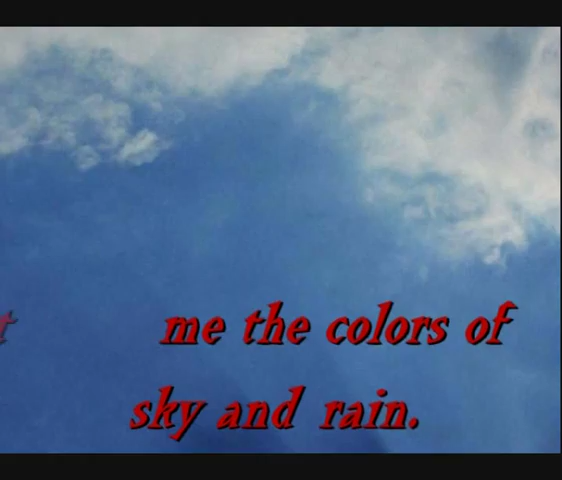 me the colors of
sky and rain.